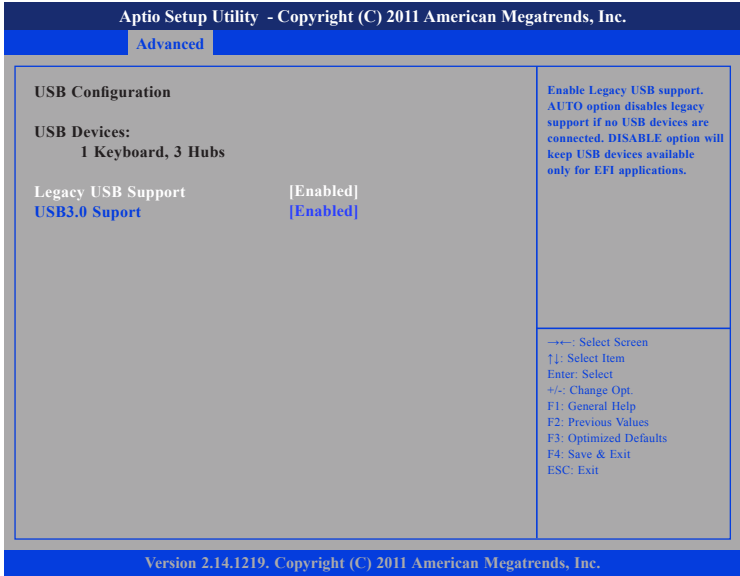 Aptio Setup Utility - Copyright (C) 2011 American Megatrends, Inc.
Advanced
USB Configuration
USB Devices:
1 Keyboard, 3 Hubs
Legacy USB Support [Enabled]
USB3.0 Suport [Enabled]
Enable Legacy USB support.
AUTO option disables legacy
support if no USB devices are
connected. DISABLE option will
keep USB devices available
only for EFI applications.
→←: Select Screen
↑↓: Select Item
Enter: Select
+/-: Change Opt.
F1: General Help
F2: Previous Values
F3: Optimized Defaults
F4: Save & Exit
ESC: Exit
Version 2.14.1219. Copyright (C) 2011 American Megatrends, Inc.